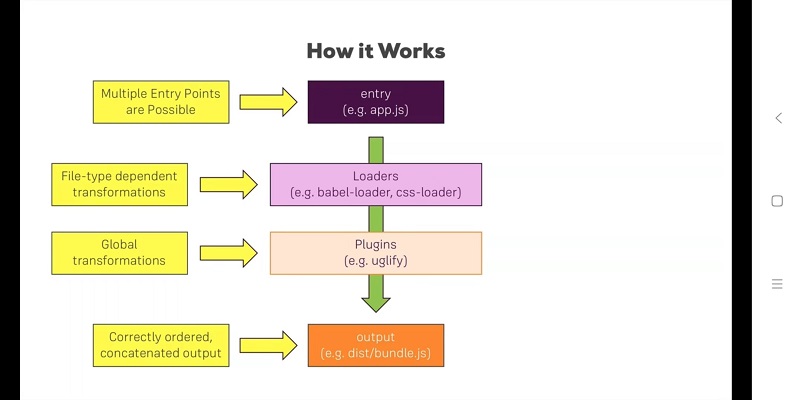 How it Works
Multiple Entry Points
are Possible
entry
(e.g. app.js)
File-type dependent
transformations
Loaders
(e.g. babel-loader, css-loader)
Global
transformations
Plugins
(e.g. uglify)
Correctly ordered,
concatenated output
output
(e.g. dist/bundle.js)